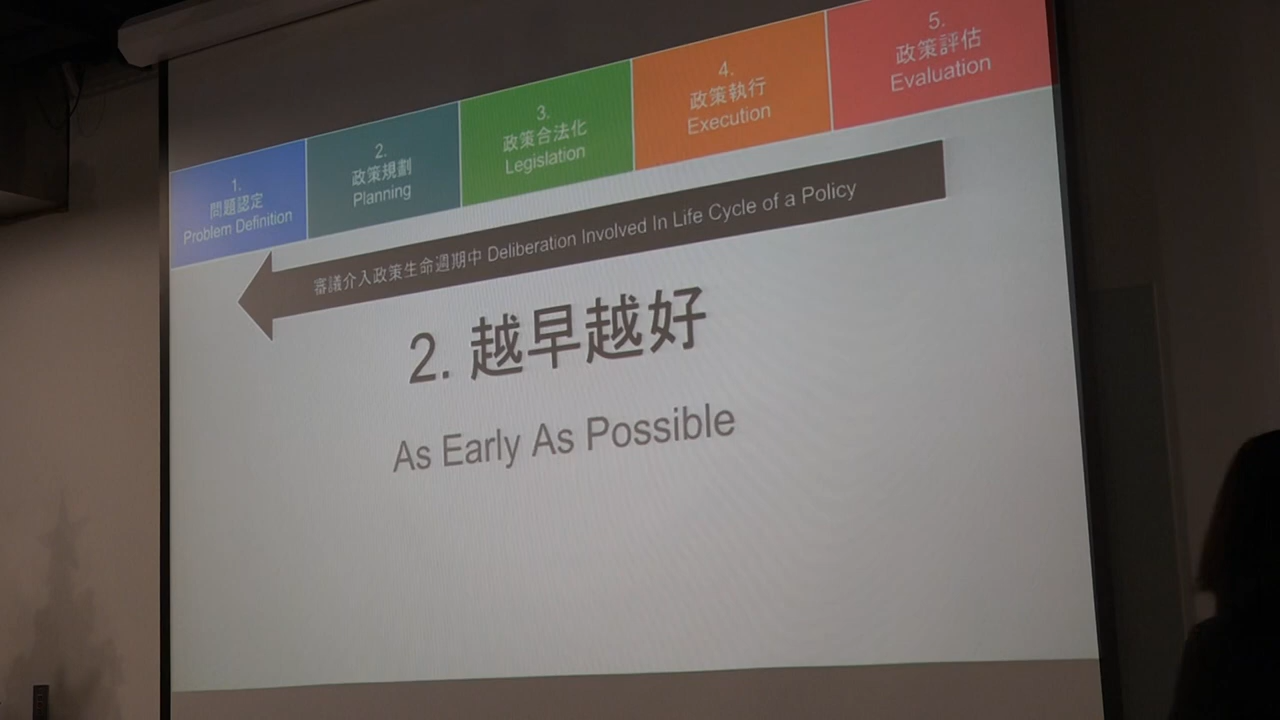 1.
問題認定
Problem Definition
2.
政策規劃
Planning
3.
政策合法化
Legislation
4.
政策執行
Execution
5.
政策評估
Evaluation
審議介入政策生命週期中 Deliberation Involved In Life Cycle of a Policy
2. 越早越好
As Early As Possible